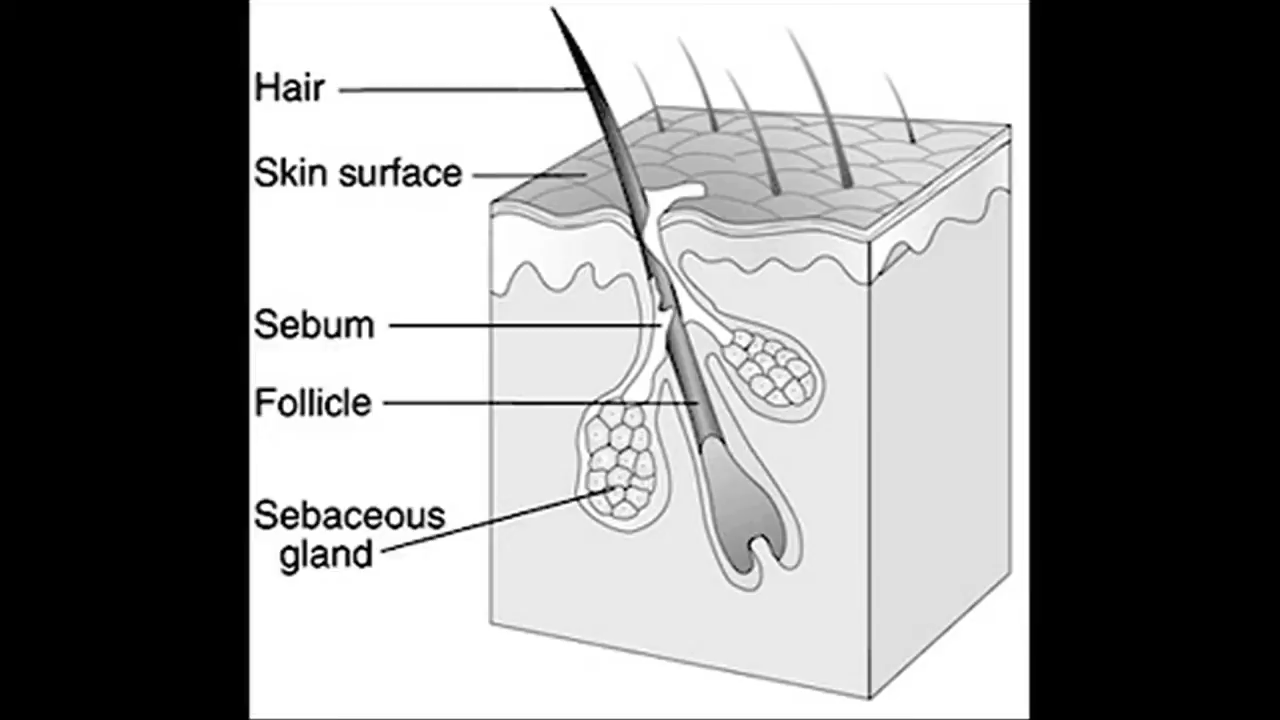 Hair
Skin surface
Sebum
Follicle
Sebaceous
gland